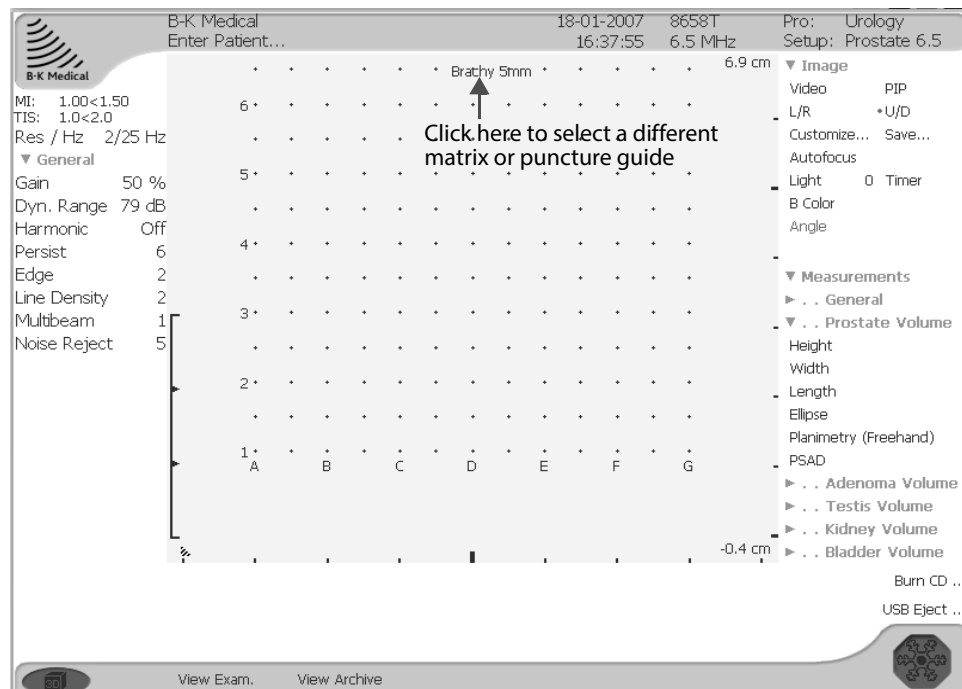 B-K Medical
Enter Patient...
18-01-2007
16:37:55
8658T
6.5 MHz
Pro: Urology
Setup: Prostate 6.5
B-K Medical
MI: 1.00<1.50
TIS: 1.0<2.0
Res / Hz 2/25 Hz
▼ General
Gain 50 %
Dyn. Range 79 dB
Harmonic Off
Persist 6
Edge 2
Line Density 2
Multibeam 1
Noise Reject 5
Brathy 5mm
6.9 cm
Click here to select a different
matrix or puncture guide
6
5
4
3
2
1
A B C D E F G
-0.4 cm
▼ Image
Video PIP
L/R •U/D
Customize... Save...
Autofocus
Light 0 Timer
B Color
Angle
▼ Measurements
► . . General
▼ . . Prostate Volume
Height
Width
Length
Ellipse
Planimetry (Freehand)
PSAD
► . . Adenoma Volume
► . . Testis Volume
► . . Kidney Volume
► . . Bladder Volume
Burn CD ..
USB Eject ..
3D
View Exam. View Archive